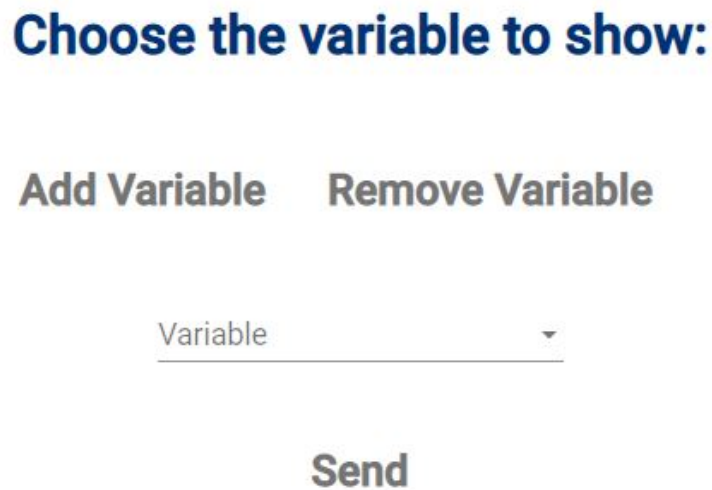 Choose the variable to show:
Add Variable Remove Variable
Variable
Send